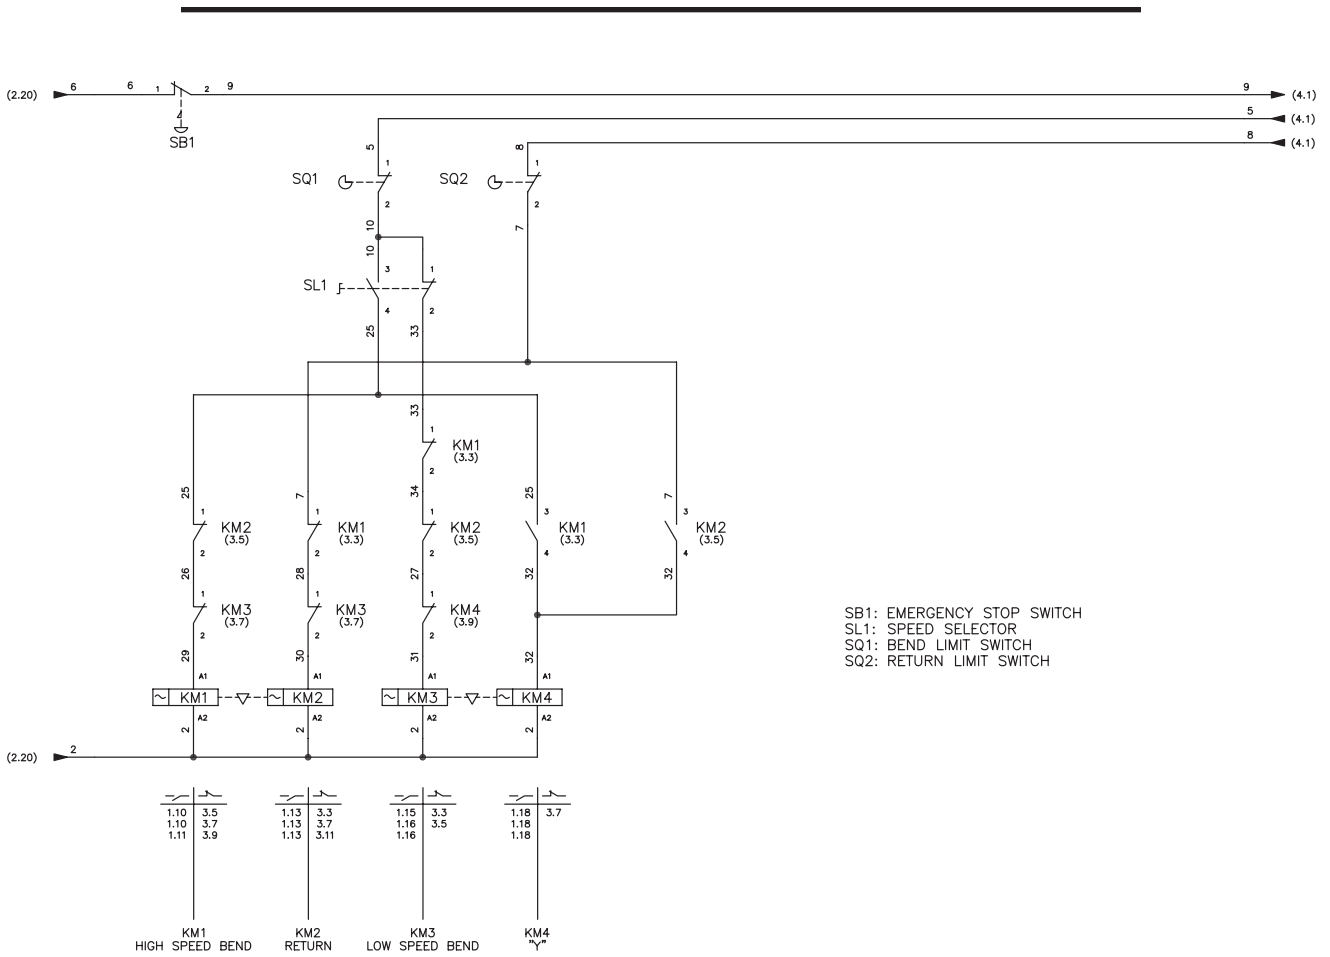 6 6 1 2 9 9
(2.20) (4.1)
5
(4.1)
SB1
8
(4.1)
5 8
1 1
SQ1 SQ2
2 2
10 7
10
3 1
SL1
4 2
25 33
33
1
KM1
(3.3)
2
25 7 34 25 7
1 1 1 3 3
KM2 KM1 KM2 KM1 KM2
(3.5) (3.3) (3.5) (3.3) (3.5)
2 2 2 4 4
26 28 27 32 32
1 1 1
KM3 KM3 KM4
(3.7) (3.7) (3.9)
2 2 2
SB1: EMERGENCY STOP SWITCH
SL1: SPEED SELECTOR
SQ1: BEND LIMIT SWITCH
SQ2: RETURN LIMIT SWITCH
29 30 31 32
A1 A1 A1 A1
~ KM1 ~ KM2 ~ KM3 ~ KM4
A2 A2 A2 A2
2 2 2 2
2
(2.20)
1.10 3.5 1.13 3.3 1.15 3.3 1.18 3.7
1.10 3.7 1.13 3.7 1.16 3.5 1.18
1.11 3.9 1.13 3.11 1.16 1.18
KM1 KM2 KM3 KM4
HIGH SPEED BEND RETURN LOW SPEED BEND "Y"